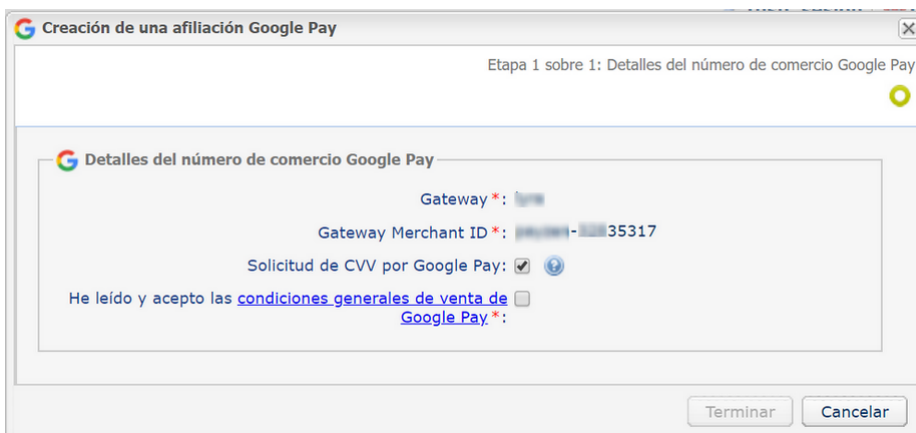 Creación de una afiliación Google Pay
Etapa 1 sobre 1: Detalles del número de comercio Google Pay
Detalles del número de comercio Google Pay
Gateway *:
Gateway Merchant ID *: 35317
Solicitud de CVV por Google Pay:
He leído y acepto las condiciones generales de venta de
Google Pay *:
Terminar Cancelar